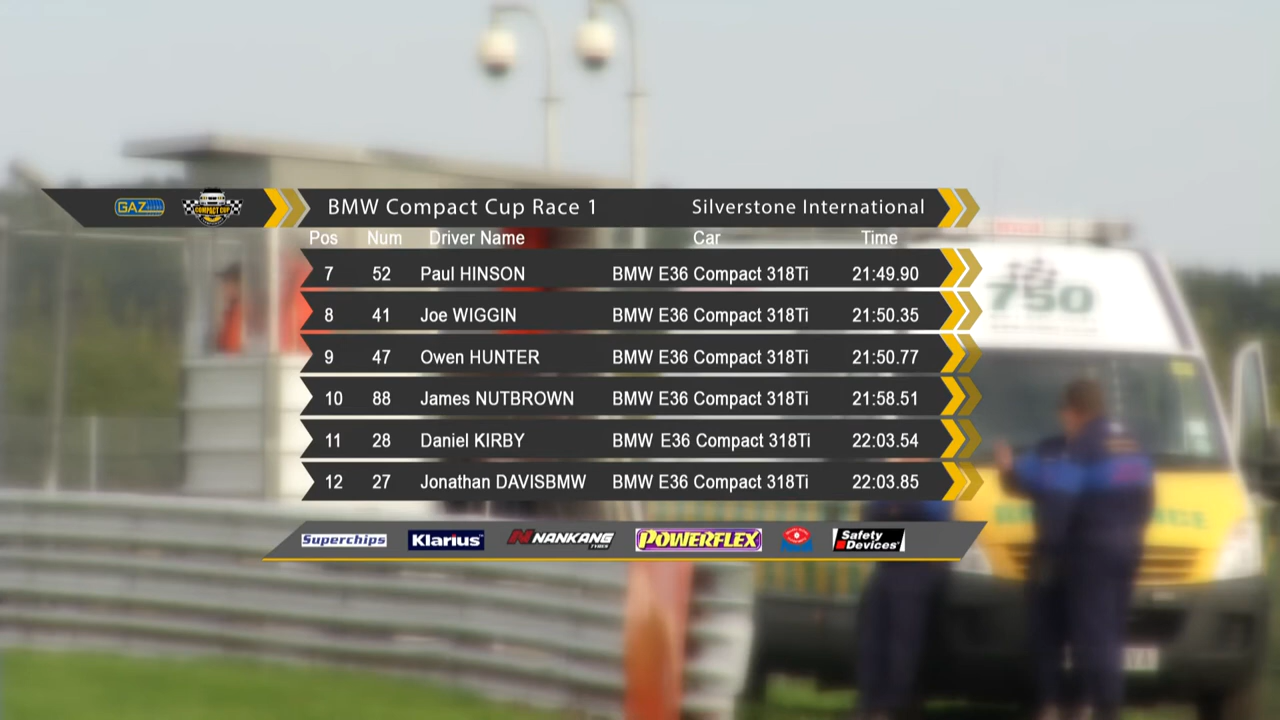 GAZ COMPACT CUP BMW Compact Cup Race 1 Silverstone International
Pos Num Driver Name Car Time
7 52 Paul HINSON BMW E36 Compact 318Ti 21:49.90
8 41 Joe WIGGIN BMW E36 Compact 318Ti 21:50.35
9 47 Owen HUNTER BMW E36 Compact 318Ti 21:50.77
10 88 James NUTBROWN BMW E36 Compact 318Ti 21:58.51
11 28 Daniel KIRBY BMW E36 Compact 318Ti 22:03.54
12 27 Jonathan DAVISBMW BMW E36 Compact 318Ti 22:03.85
Superchips Klarius NANKANG POWERFLEX Safety Devices
750